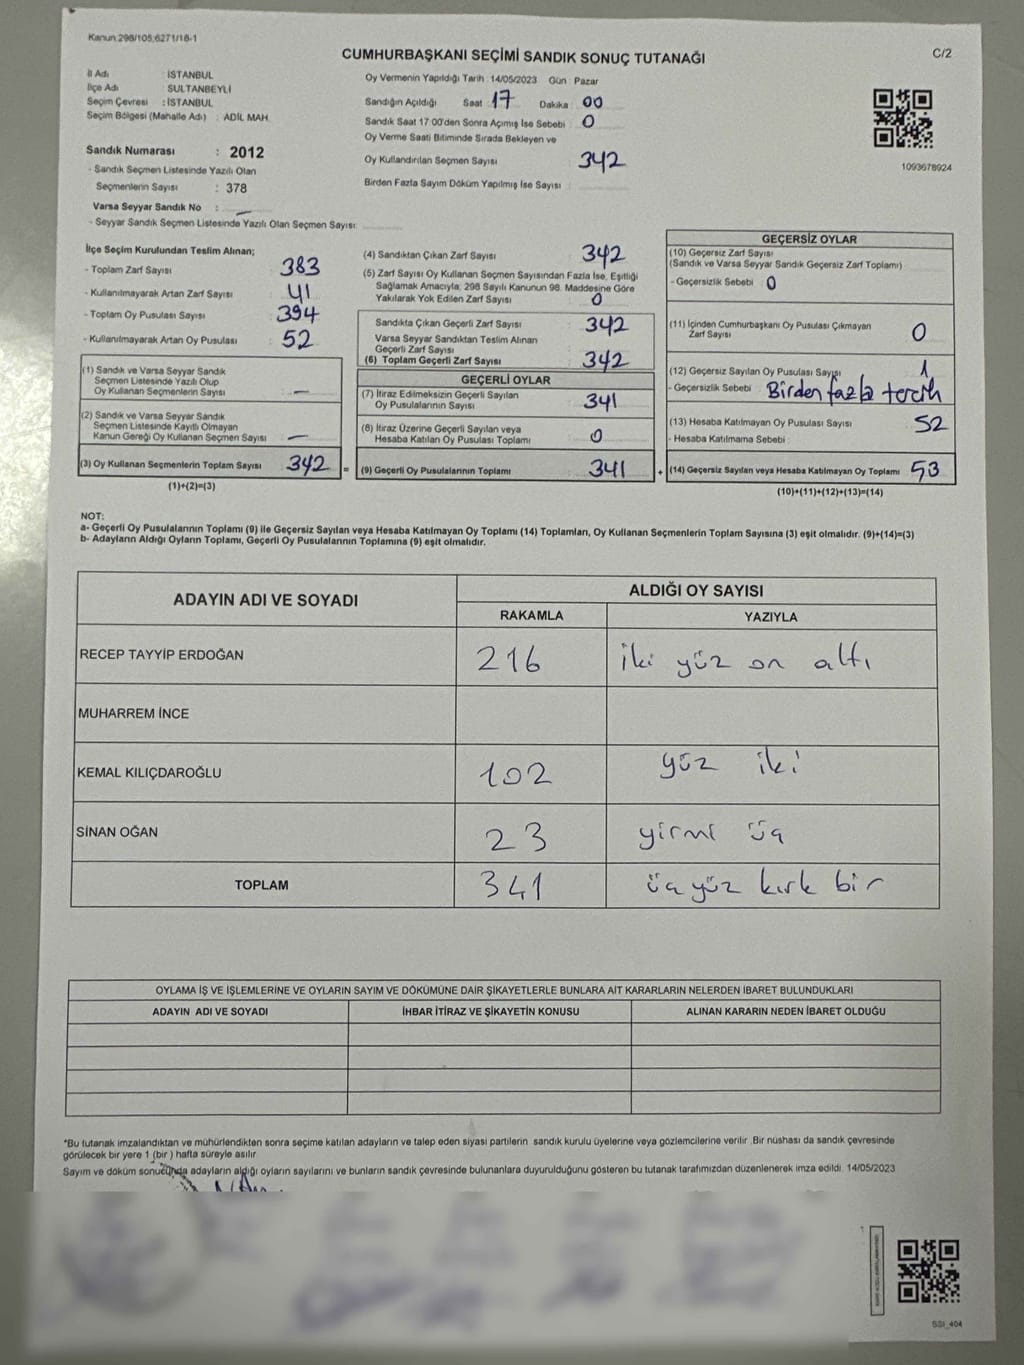 Kanun:298/105;6271/18-1
CUMHURBAŞKANI SEÇİMİ SANDIK SONUÇ TUTANAĞI
C/2
İl Adı : İSTANBUL
İlçe Adı : SULTANBEYLİ
Seçim Çevresi : İSTANBUL
Seçim Bölgesi (Mahalle Adı) : ADİL MAH.
Oy Vermenin Yapıldığı Tarih : 14/05/2023 Gün : Pazar
Sandığın Açıldığı Saat : 17 Dakika : 00
Sandık Saat 17:00'den Sonra Açımış İse Sebebi : 0
Oy Verme Saati Bitiminde Sırada Bekleyen ve
Oy Kullandırılan Seçmen Sayısı : 342
Birden Fazla Sayım Döküm Yapılmış İse Sayısı :
1093678924
Sandık Numarası : 2012
- Sandık Seçmen Listesinde Yazılı Olan
Seçmenlerin Sayısı : 378
Varsa Seyyar Sandık No : —
- Seyyar Sandık Seçmen Listesinde Yazılı Olan Seçmen Sayısı:
İlçe Seçim Kurulundan Teslim Alınan;
- Toplam Zarf Sayısı : 383
- Kullanılmayarak Artan Zarf Sayısı : 41
- Toplam Oy Pusulası Sayısı : 394
- Kullanılmayarak Artan Oy Pusulası : 52
(1) Sandık ve Varsa Seyyar Sandık
Seçmen Listesinde Yazılı Olup
Oy Kullanan Seçmenlerin Sayısı : —
(2) Sandık ve Varsa Seyyar Sandık
Seçmen Listesinde Kayıtlı Olmayan
Kanun Gereği Oy Kullanan Seçmen Sayısı : —
(3) Oy Kullanan Seçmenlerin Toplam Sayısı : 342 =
(1)+(2)=(3)
(4) Sandıktan Çıkan Zarf Sayısı : 342
(5) Zarf Sayısı Oy Kullanan Seçmen Sayısından Fazla İse, Eşitliği
Sağlamak Amacıyla, 298 Sayılı Kanunun 98. Maddesine Göre
Yakılarak Yok Edilen Zarf Sayısı : 0
Sandıkta Çıkan Geçerli Zarf Sayısı : 342
Varsa Seyyar Sandıktan Teslim Alınan
Geçerli Zarf Sayısı :
(6) Toplam Geçerli Zarf Sayısı : 342
GEÇERLİ OYLAR
(7) İtiraz Edilmeksizin Geçerli Sayılan
Oy Pusulalarının Sayısı : 341
(8) İtiraz Üzerine Geçerli Sayılan veya
Hesaba Katılan Oy Pusulası Toplamı : 0
(9) Geçerli Oy Pusulalarının Toplamı : 341 +
GEÇERSİZ OYLAR
(10) Geçersiz Zarf Sayısı
(Sandık ve Varsa Seyyar Sandık Geçersiz Zarf Toplamı)
- Geçersizlik Sebebi : 0
(11) İçinden Cumhurbaşkanı Oy Pusulası Çıkmayan
Zarf Sayısı : 0
(12) Geçersiz Sayılan Oy Pusulası Sayısı : 1
- Geçersizlik Sebebi : Birden fazla tercih
(13) Hesaba Katılmayan Oy Pusulası Sayısı : 52
- Hesaba Katılmama Sebebi :
(14) Geçersiz Sayılan veya Hesaba Katılmayan Oy Toplamı : 53
(10)+(11)+(12)+(13)=(14)
NOT:
a- Geçerli Oy Pusulalarının Toplamı (9) ile Geçersiz Sayılan veya Hesaba Katılmayan Oy Toplamı (14) Toplamları, Oy Kullanan Seçmenlerin Toplam Sayısına (3) eşit olmalıdır. (9)+(14)=(3)
b- Adayların Aldığı Oyların Toplamı, Geçerli Oy Pusulalarının Toplamına (9) eşit olmalıdır.
ADAYIN ADI VE SOYADI
ALDIĞI OY SAYISI
RAKAMLA YAZIYLA
RECEP TAYYİP ERDOĞAN 216 iki yüz on altı
MUHARREM İNCE
KEMAL KILIÇDAROĞLU 102 yüz iki
SİNAN OĞAN 23 yirmi üç
TOPLAM 341 üçyüz kırk bir
OYLAMA İŞ VE İŞLEMLERİNE VE OYLARIN SAYIM VE DÖKÜMÜNE DAİR ŞİKAYETLERLE BUNLARA AİT KARARLARIN NELERDEN İBARET BULUNDUKLARI
ADAYIN ADI VE SOYADI İHBAR İTİRAZ VE ŞİKAYETİN KONUSU ALINAN KARARIN NEDEN İBARET OLDUĞU
*Bu tutanak imzalandıktan ve mühürlendikten sonra seçime katılan adayların ve talep eden siyasi partilerin sandık kurulu üyelerine veya gözlemcilerine verilir. Bir nüshası da sandık çevresinde
görülecek bir yere 1 (bir) hafta süreyle asılır.
Sayım ve döküm sonucunda adayların aldığı oyların sayılarını ve bunların sandık çevresinde bulunanlara duyurulduğunu gösteren bu tutanak tarafımızdan düzenlenerek imza edildi. 14/05/2023
SSI_404